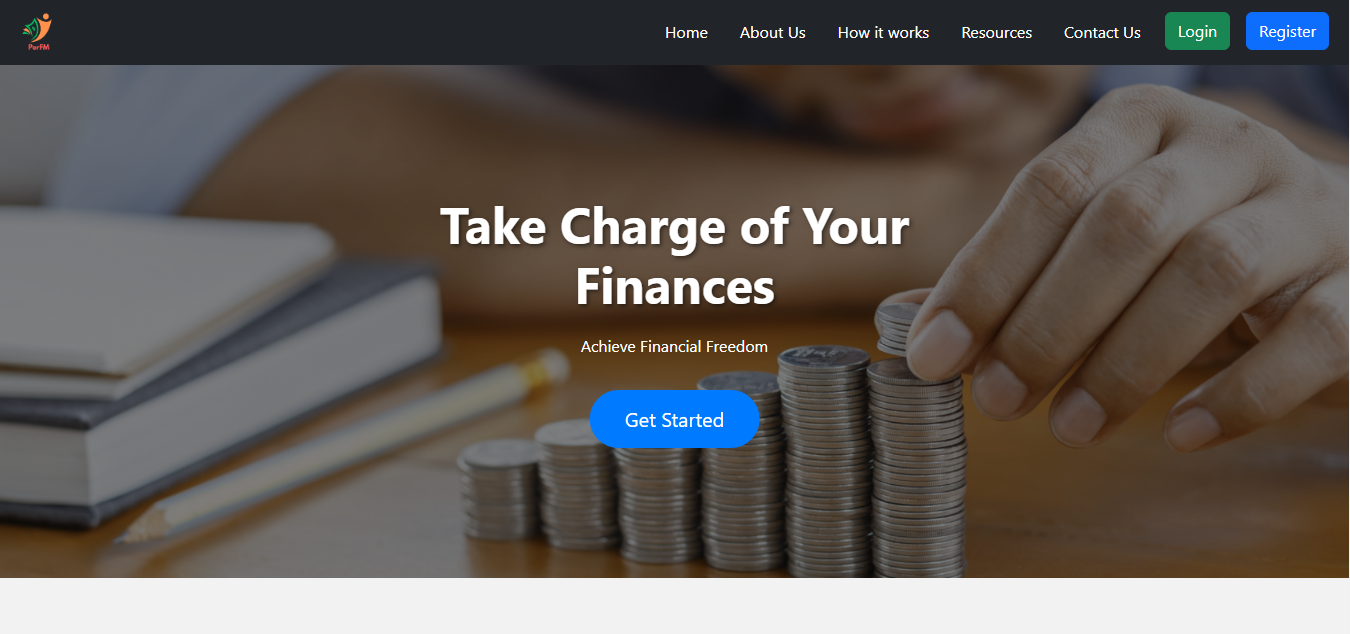 PerFM
Home
About Us
How it works
Resources
Contact Us
Login
Register
Take Charge of Your
Finances
Achieve Financial Freedom
Get Started